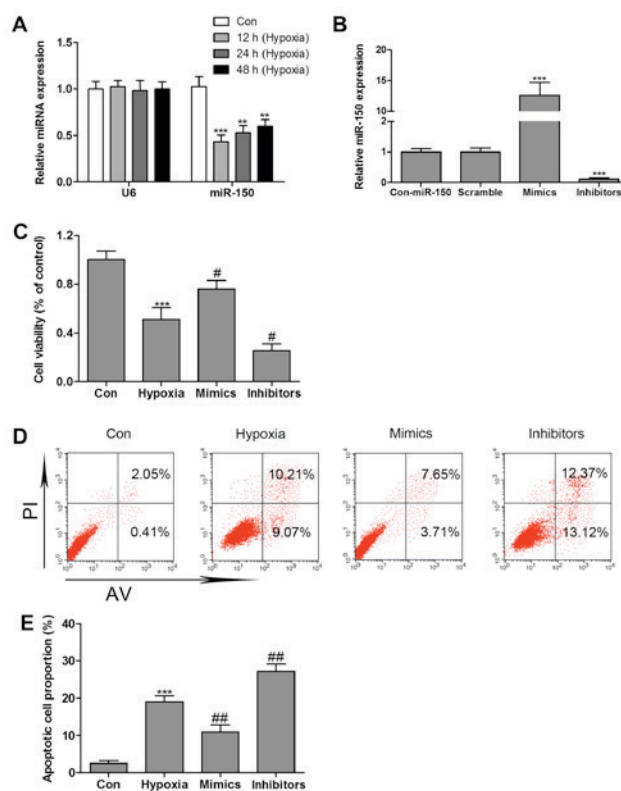 A
Con
12 h (Hypoxia)
24 h (Hypoxia)
48 h (Hypoxia)
Relative miRNA expression
1.5
1.0
0.5
0.0
***
**
**
U6
miR-150
B
Relative miR-150 expression
20
15
10
5
2
1
0
***
***
Con-miR-150
Scramble
Mimics
Inhibitors
C
Cell viability (% of control)
1.2
0.8
0.4
0.0
***
#
#
Con
Hypoxia
Mimics
Inhibitors
D
Con
Hypoxia
Mimics
Inhibitors
2.05%
10.21%
7.65%
12.37%
0.41%
9.07%
3.71%
13.12%
PI
AV
E
Apoptotic cell proportion (%)
40
30
20
10
0
***
##
##
Con
Hypoxia
Mimics
Inhibitors